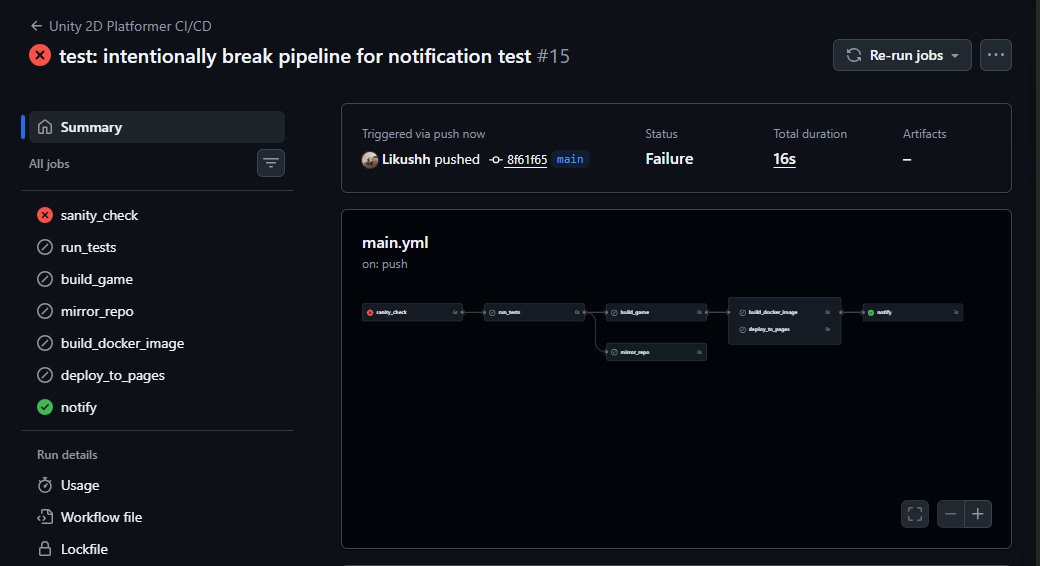 Unity 2D Platformer CI/CD
test: intentionally break pipeline for notification test #15
Re-run jobs
Summary
All jobs
sanity_check
run_tests
build_game
mirror_repo
build_docker_image
deploy_to_pages
notify
Run details
Usage
Workflow file
Lockfile
Triggered via push now
Likushh pushed 8f61f65 main
Status
Failure
Total duration
16s
Artifacts
–
main.yml
on: push
sanity_check
run_tests
build_game
mirror_repo
build_docker_image
deploy_to_pages
notify